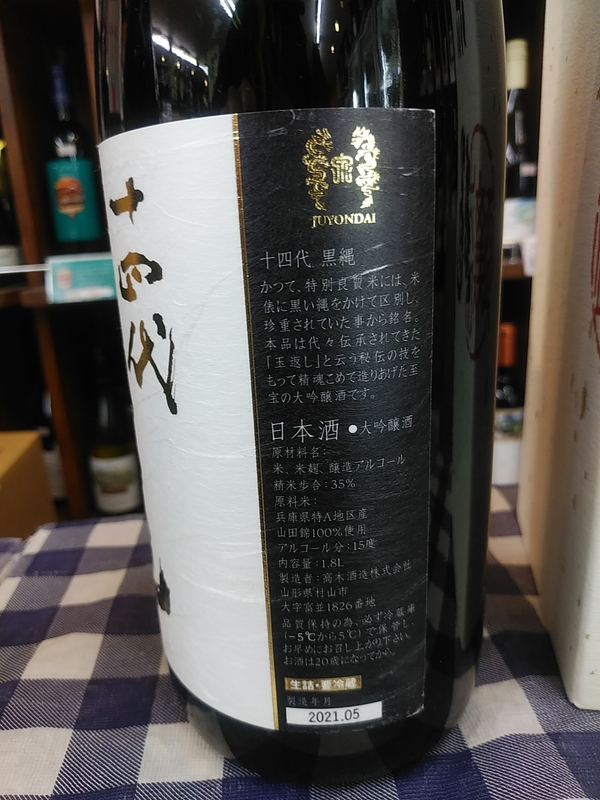 十四代
JUYONDAI
十四代 黒縄
かつて、特別良質米には、米
俵に黒い縄をかけて区別し、
珍重されていた事から銘名。
本品は代々伝承されてきた
「玉返し」と云う秘伝の技を
もって精魂こめて造りあげた至
宝の大吟醸酒です。
日本酒●大吟醸酒
原材料名:
米、米麹、醸造アルコール
精米歩合:35%
原料米:
兵庫県特A地区産
山田錦100%使用
アルコール分:15度
内容量:1.8L
製造者:高木酒造株式会社
山形県村山市
大字富並1826番地
品質保持の為、必ず冷蔵庫
(-5℃から5℃)で保管し、
お早めにお召し上がり下さい。
お酒は20歳になってから。
生詰・要冷蔵
製造年月
2021.05